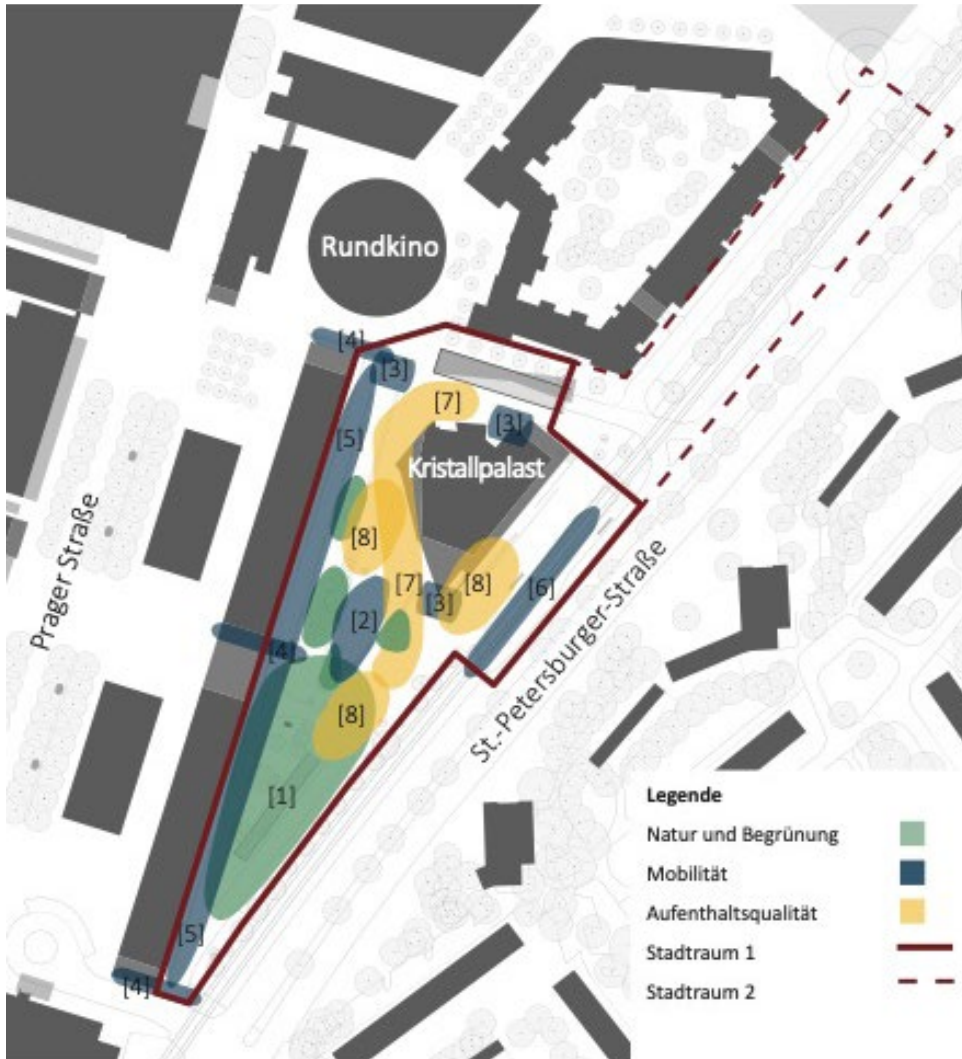 Rundkino
[4]
[3]
[7]
[3]
[5]
Kristallpalast
Prager Straße
[8]
[7]
[8]
[3]
[6]
[2]
[4]
St.-Petersburger-Straße
[8]
[1]
[5]
[4]
Legende
Natur und Begrünung
Mobilität
Aufenthaltsqualität
Stadtraum 1
Stadtraum 2